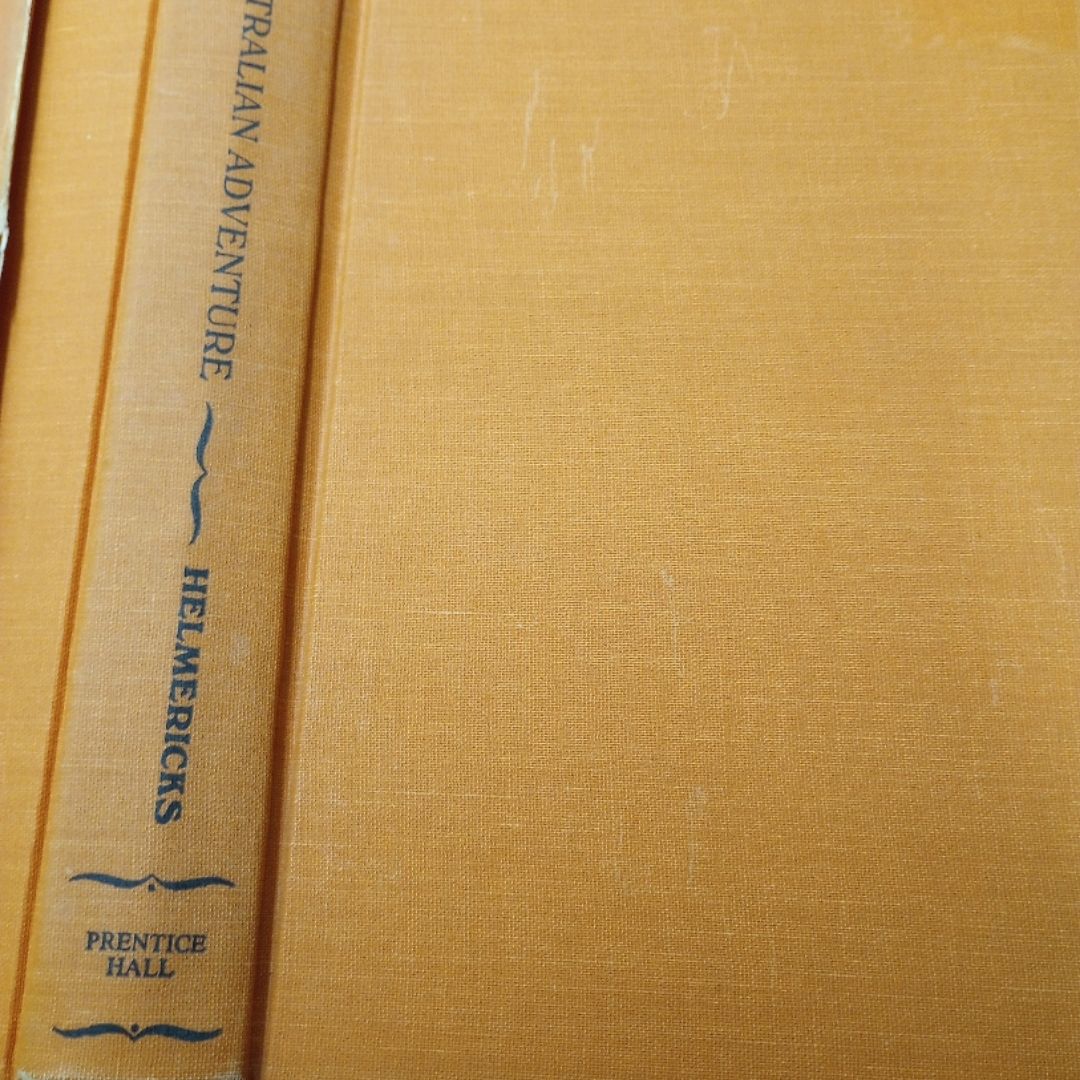 TRALIAN ADVENTURE
HELMERICKS
PRENTICE
HALL